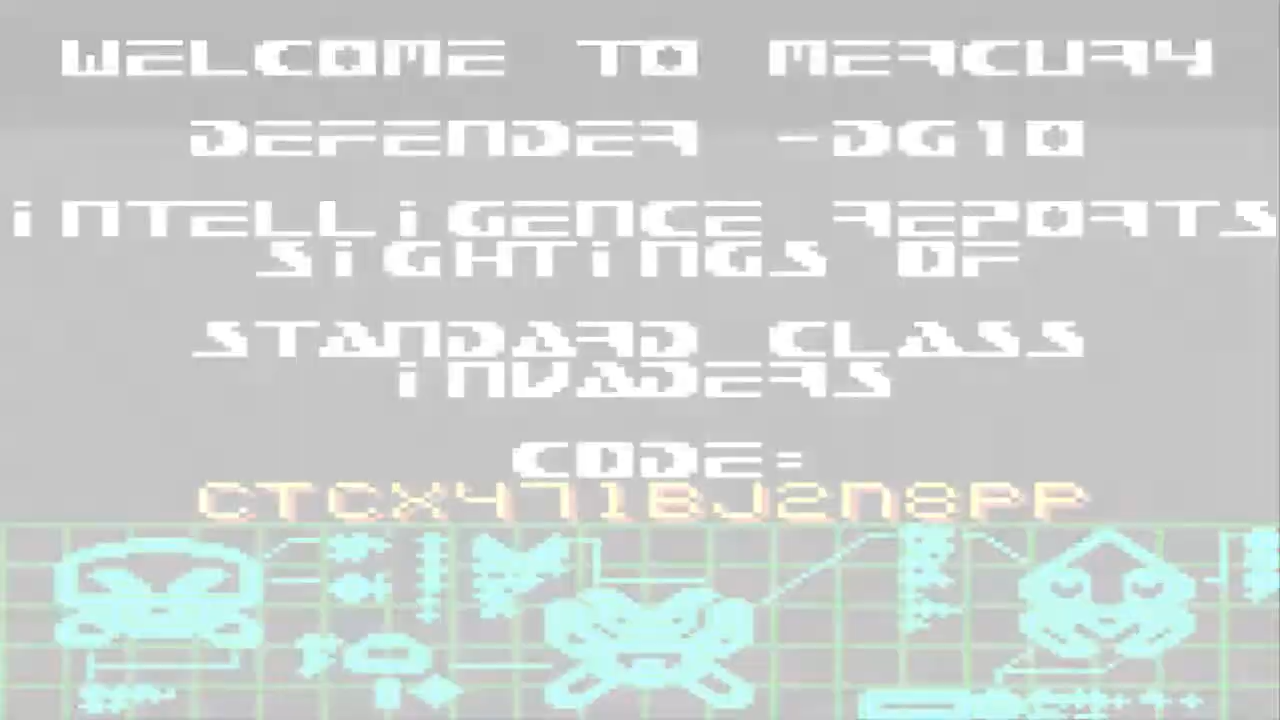 WELCOME TO MERCURY
DEFENDER -DG10
iNTELLiGENCE REPORTS
SiGHTiNGS OF
STANDARD CLASS
iNVADERS
CODE=
CTCX471BJ2N8PP